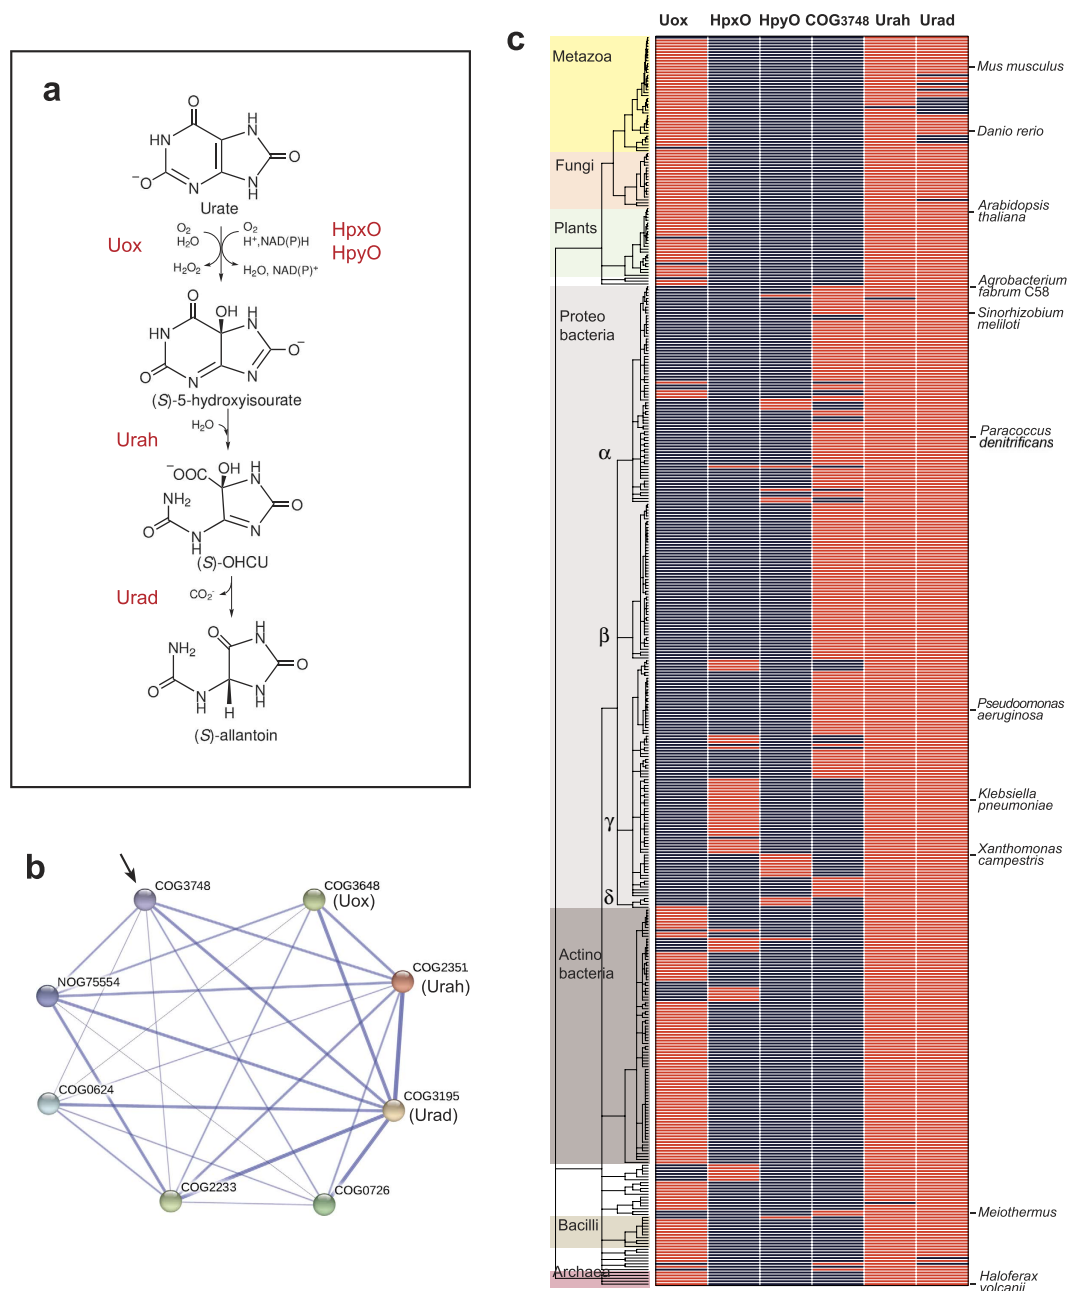 a
O
NH
H
N
O
−O
N
N
H
Urate
Uox
O2
H2O
H2O2
O2
H+,NAD(P)H
H2O, NAD(P)+
HpxO
HpyO
O
OH
H
N
HN
O−
O
N
N
(S)-5-hydroxyisourate
H2O
Urah
−OOC
OH
H
N
NH2
O
O
N
N
H
(S)-OHCU
Urad
CO2-
O
H
N
NH2
O
O
N
H
N
H
H
(S)-allantoin
b
COG3748
COG3648
(Uox)
NOG75554
COG2351
(Urah)
COG0624
COG3195
(Urad)
COG2233
COG0726
c
Uox HpxO HpyO COG3748 Urah Urad
Metazoa
Fungi
Plants
Proteo
bacteria
α
β
γ
δ
Actino
bacteria
Bacilli
Archaea
Mus musculus
Danio rerio
Arabidopsis
thaliana
Agrobacterium
fabrum C58
Sinorhizobium
meliloti
Paracoccus
denitrificans
Pseudoomonas
aeruginosa
Klebsiella
pneumoniae
Xanthomonas
campestris
Meiothermus
Haloferax
volcanii